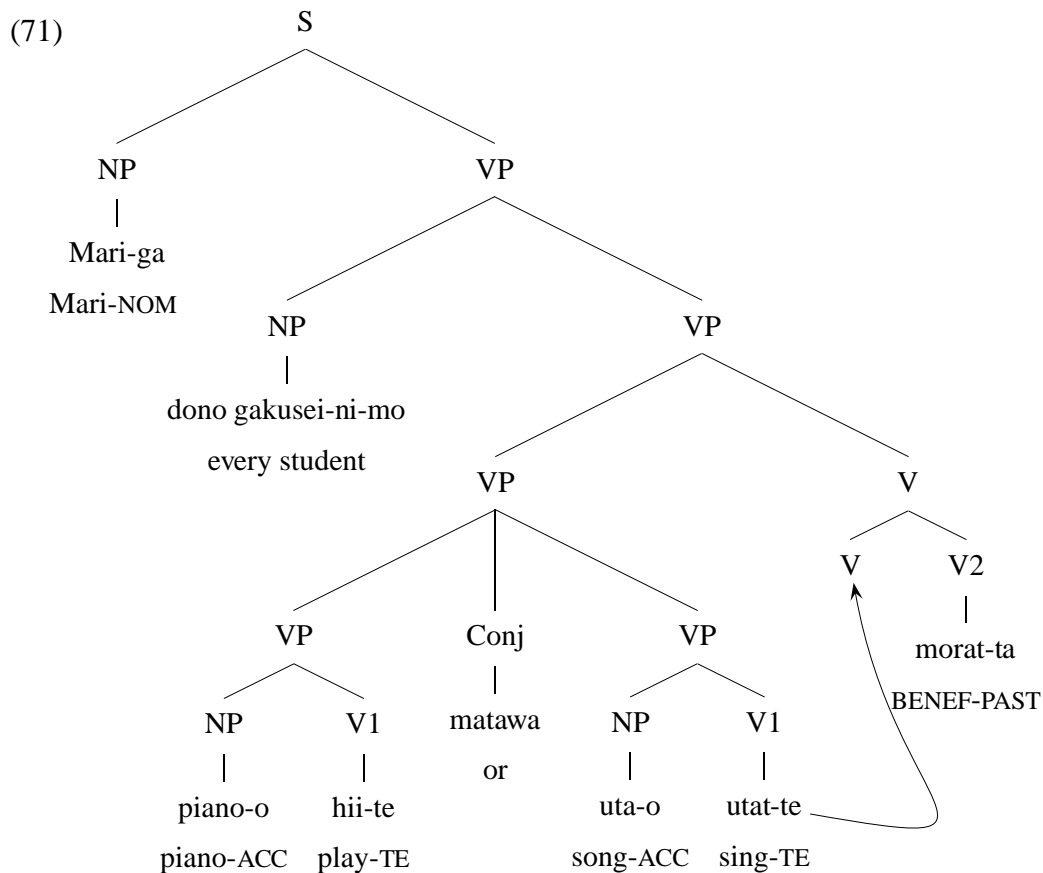 (71) S
NP VP
Mari-ga
Mari-NOM
NP VP
dono gakusei-ni-mo
every student
VP V
V V2
VP Conj VP
morat-ta
BENEF-PAST
NP V1 matawa NP V1
or
piano-o hii-te uta-o utat-te
piano-ACC play-TE song-ACC sing-TE